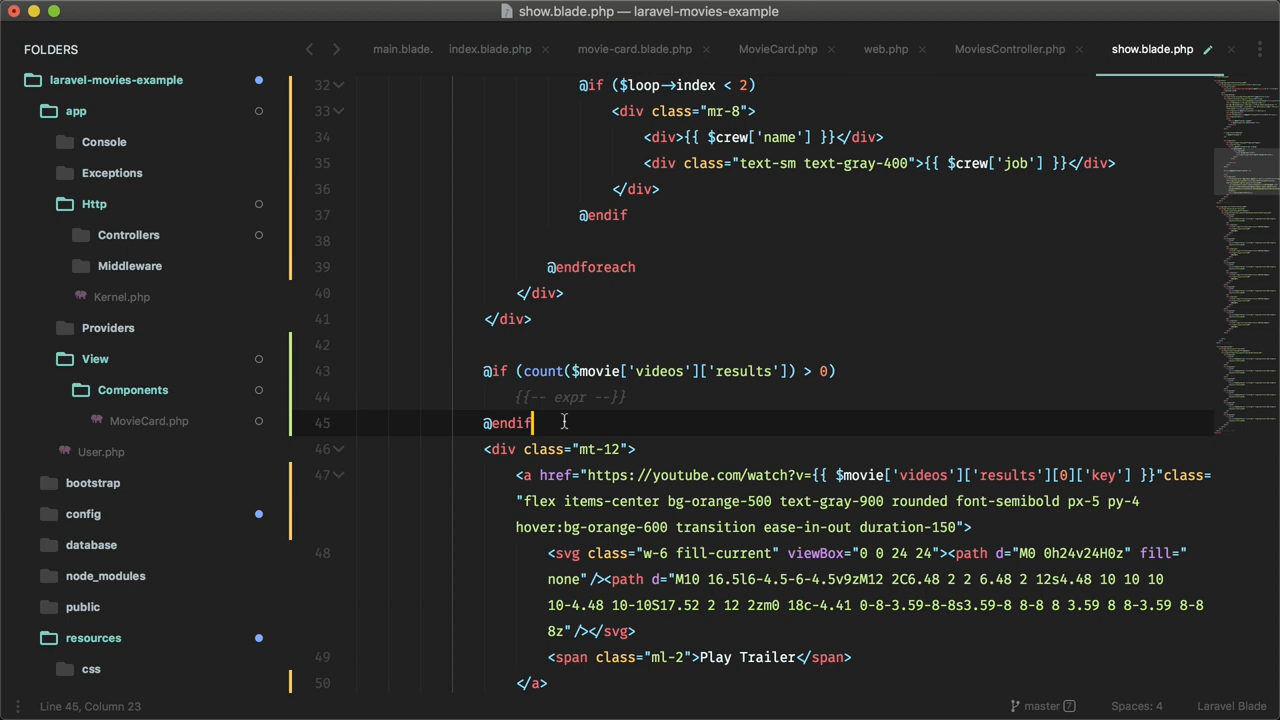 show.blade.php — laravel-movies-example
FOLDERS
laravel-movies-example
app
Console
Exceptions
Http
Controllers
Middleware
Kernel.php
Providers
View
Components
MovieCard.php
User.php
bootstrap
config
database
node_modules
public
resources
css
main.blade. index.blade.php movie-card.blade.php MovieCard.php web.php MoviesController.php show.blade.php
32 @if ($loop->index < 2)
33 <div class="mr-8">
34 <div>{{ $crew['name'] }}</div>
35 <div class="text-sm text-gray-400">{{ $crew['job'] }}</div>
36 </div>
37 @endif
38
39 @endforeach
40 </div>
41 </div>
42
43 @if (count($movie['videos']['results']) > 0)
44 {{-- expr --}}
45 @endif
46 <div class="mt-12">
47 <a href="https://youtube.com/watch?v={{ $movie['videos']['results'][0]['key'] }}"class=
"flex items-center bg-orange-500 text-gray-900 rounded font-semibold px-5 py-4
hover:bg-orange-600 transition ease-in-out duration-150">
48 <svg class="w-6 fill-current" viewBox="0 0 24 24"><path d="M0 0h24v24H0z" fill="
none"/><path d="M10 16.5l6-4.5-6-4.5v9zM12 2C6.48 2 2 6.48 2 12s4.48 10 10 10
10-4.48 10-10S17.52 2 12 2zm0 18c-4.41 0-8-3.59-8-8s3.59-8 8-8 8 3.59 8 8-3.59 8-8
8z"/></svg>
49 <span class="ml-2">Play Trailer</span>
50 </a>
Line 45, Column 23
master 7
Spaces: 4
Laravel Blade